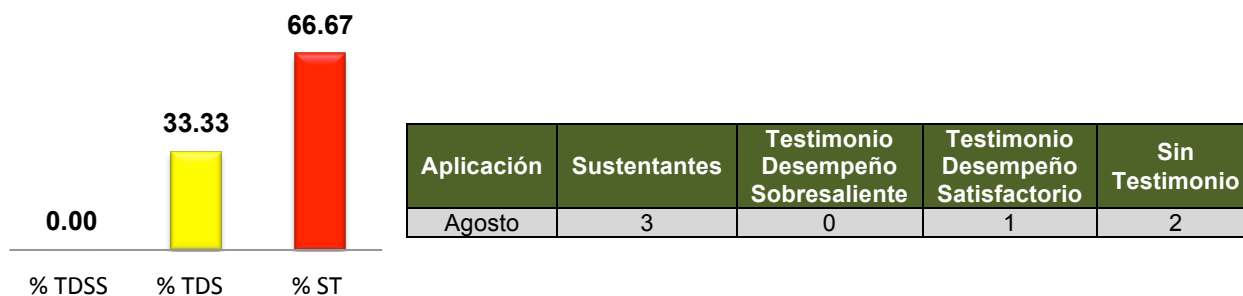 66.67
33.33
0.00
% TDSS % TDS % ST
Aplicación Sustentantes Testimonio Desempeño Sobresaliente Testimonio Desempeño Satisfactorio Sin Testimonio
Agosto 3 0 1 2